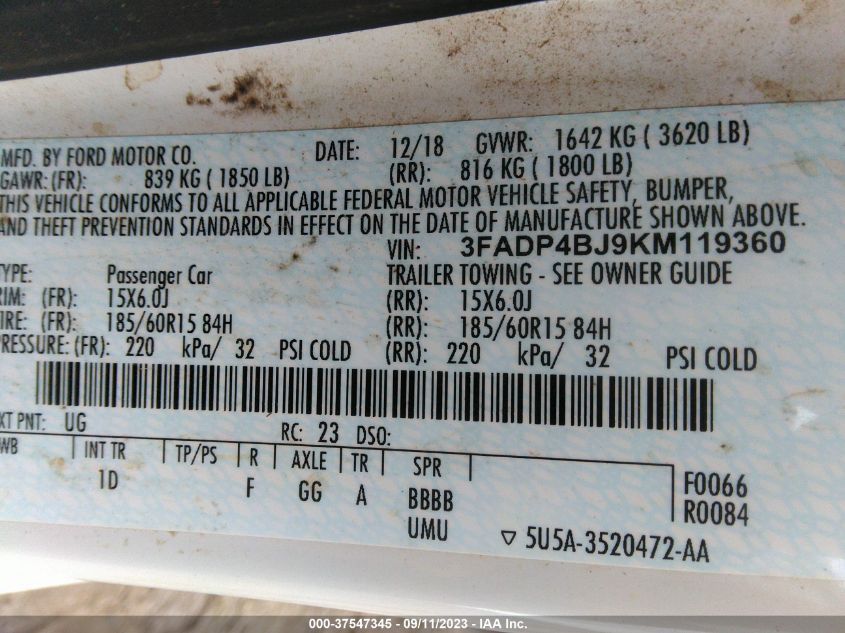 MFD. BY FORD MOTOR CO. DATE: 12/18 GVWR: 1642 KG ( 3620 LB)
GAWR: (FR): 839 KG ( 1850 LB) (RR): 816 KG ( 1800 LB)
THIS VEHICLE CONFORMS TO ALL APPLICABLE FEDERAL MOTOR VEHICLE SAFETY, BUMPER,
AND THEFT PREVENTION STANDARDS IN EFFECT ON THE DATE OF MANUFACTURE SHOWN ABOVE.
VIN: 3FADP4BJ9KM119360
TYPE: Passenger Car TRAILER TOWING - SEE OWNER GUIDE
RIM: (FR): 15X6.0J (RR): 15X6.0J
TIRE: (FR): 185/60R15 84H (RR): 185/60R15 84H
PRESSURE: (FR): 220 kPa/ 32 PSI COLD (RR): 220 kPa/ 32 PSI COLD
XT PNT: UG RC: 23 DSO:
WB INT TR TP/PS R AXLE TR SPR
1D F GG A BBBB F0066
UMU R0084
▽ 5U5A-3520472-AA
000-37547345 - 09/11/2023 - IAA Inc.